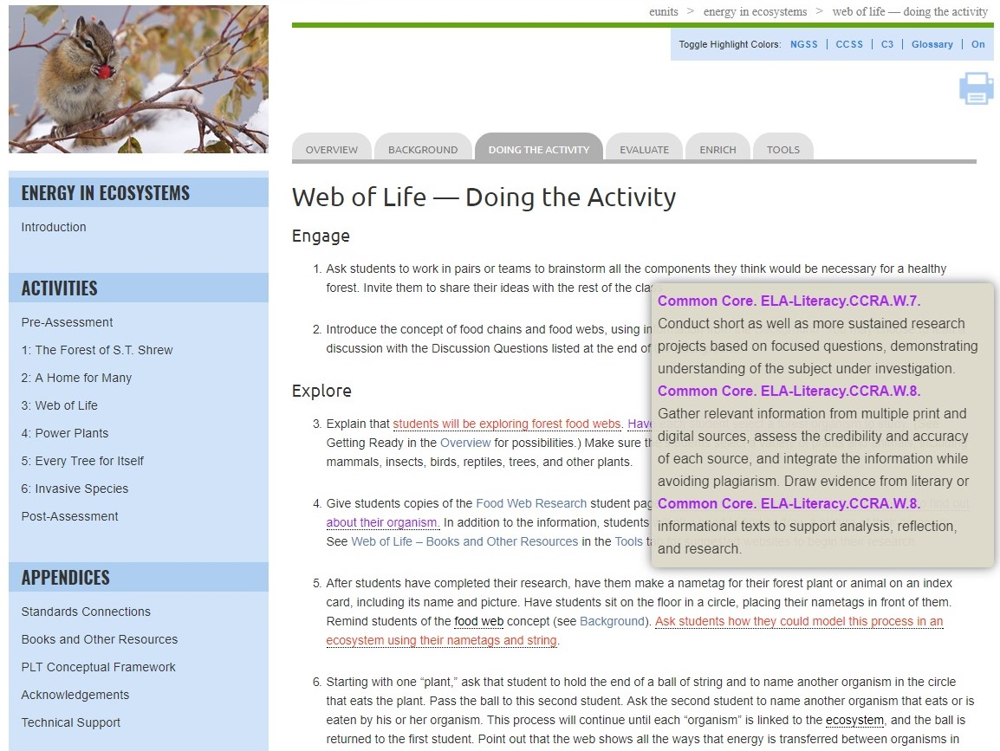 eunits > energy in ecosystems > web of life — doing the activity
Toggle Highlight Colors: NGSS | CCSS | C3 | Glossary | On
OVERVIEW BACKGROUND DOING THE ACTIVITY EVALUATE ENRICH TOOLS
ENERGY IN ECOSYSTEMS
Introduction
ACTIVITIES
Pre-Assessment
1: The Forest of S.T. Shrew
2: A Home for Many
3: Web of Life
4: Power Plants
5: Every Tree for Itself
6: Invasive Species
Post-Assessment
APPENDICES
Standards Connections
Books and Other Resources
PLT Conceptual Framework
Acknowledgements
Technical Support
Web of Life — Doing the Activity
Engage
1. Ask students to work in pairs or teams to brainstorm all the components they think would be necessary for a healthy
forest. Invite them to share their ideas with the rest of the
2. Introduce the concept of food chains and food webs, using
discussion with the Discussion Questions listed at the end of
Explore
3. Explain that students will be exploring forest food webs. Have
Getting Ready in the Overview for possibilities.) Make sure
mammals, insects, birds, reptiles, trees, and other plants.
4. Give students copies of the Food Web Research student
find out
about their organism. In addition to the information, students
See Web of Life – Books and Other Resources in the Tools websites to begin their research.
5. After students have completed their research, have them make a nametag for their forest plant or animal on an index
card, including its name and picture. Have students sit on the floor in a circle, placing their nametags in front of them.
Remind students of the food web concept (see Background). Ask students how they could model this process in an
ecosystem using their nametags and string.
6. Starting with one “plant,” ask that student to hold the end of a ball of string and to name another organism in the circle
that eats the plant. Pass the ball to this second student. Ask the second student to name another organism that eats or is
eaten by his or her organism. This process will continue until each “organism” is linked to the ecosystem, and the ball is
returned to the first student. Point out that the web shows all the ways that energy is transferred between organisms in
Common Core. ELA-Literacy.CCRA.W.7.
Conduct short as well as more sustained research
projects based on focused questions, demonstrating
understanding of the subject under investigation.
Common Core. ELA-Literacy.CCRA.W.8.
Gather relevant information from multiple print and
digital sources, assess the credibility and accuracy
of each source, and integrate the information while
avoiding plagiarism. Draw evidence from literary or
Common Core. ELA-Literacy.CCRA.W.8.
informational texts to support analysis, reflection,
and research.